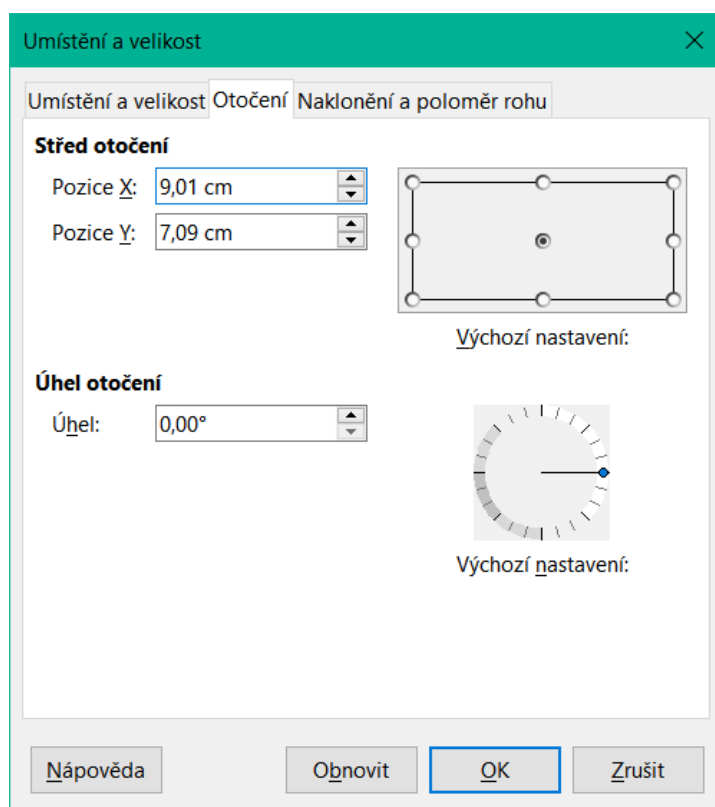 Umístění a velikost
Umístění a velikost Otočení Naklonění a poloměr rohu
Střed otočení
Pozice X: 9,01 cm
Pozice Y: 7,09 cm
Výchozí nastavení:
Úhel otočení
Úhel: 0,00°
Výchozí nastavení:
Nápověda Obnovit OK Zrušit